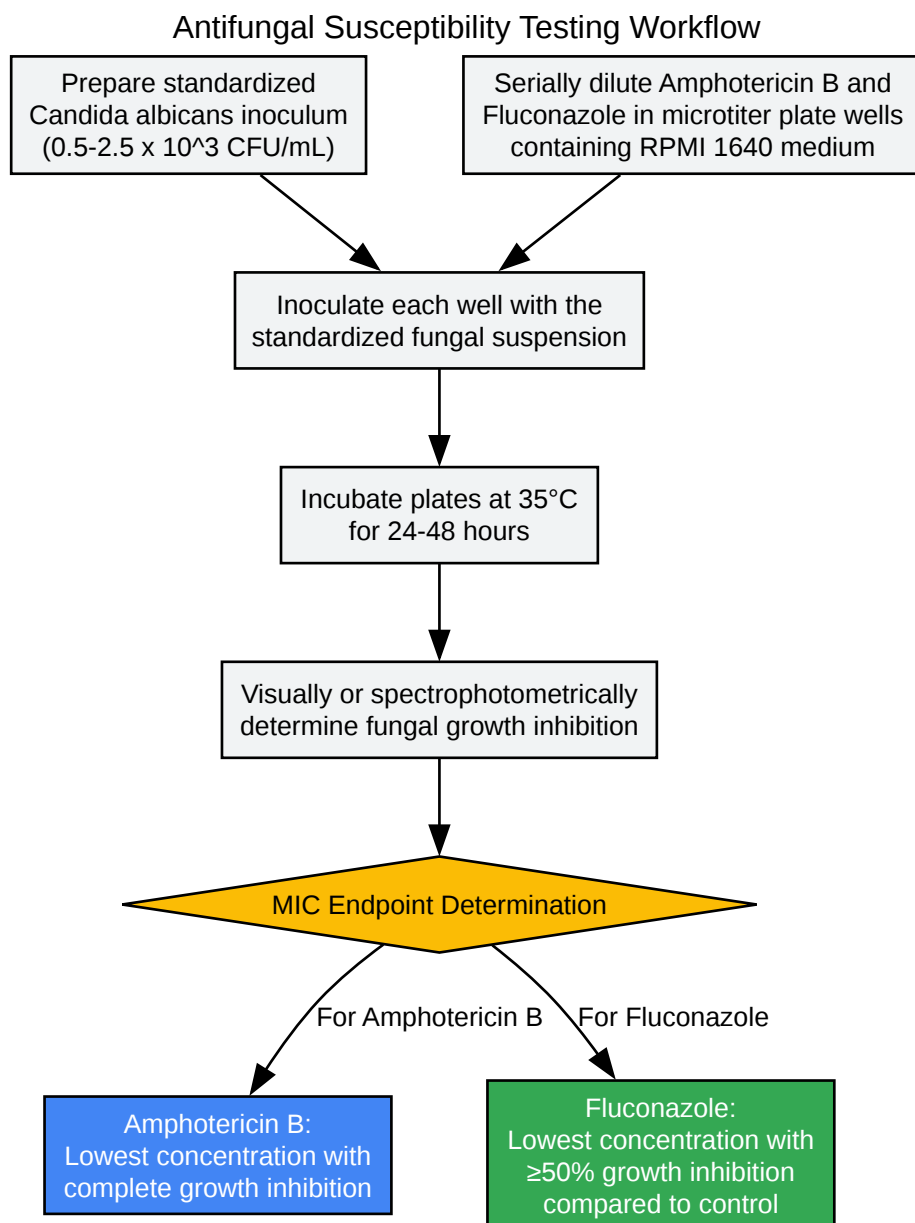 Antifungal Susceptibility Testing Workflow
Prepare standardized
Candida albicans inoculum
(0.5-2.5 x 10^3 CFU/mL)
Serially dilute Amphotericin B and
Fluconazole in microtiter plate wells
containing RPMI 1640 medium
Inoculate each well with the
standardized fungal suspension
Incubate plates at 35°C
for 24-48 hours
Visually or spectrophotometrically
determine fungal growth inhibition
MIC Endpoint Determination
For Amphotericin B
For Fluconazole
Amphotericin B:
Lowest concentration with
complete growth inhibition
Fluconazole:
Lowest concentration with
≥50% growth inhibition
compared to control